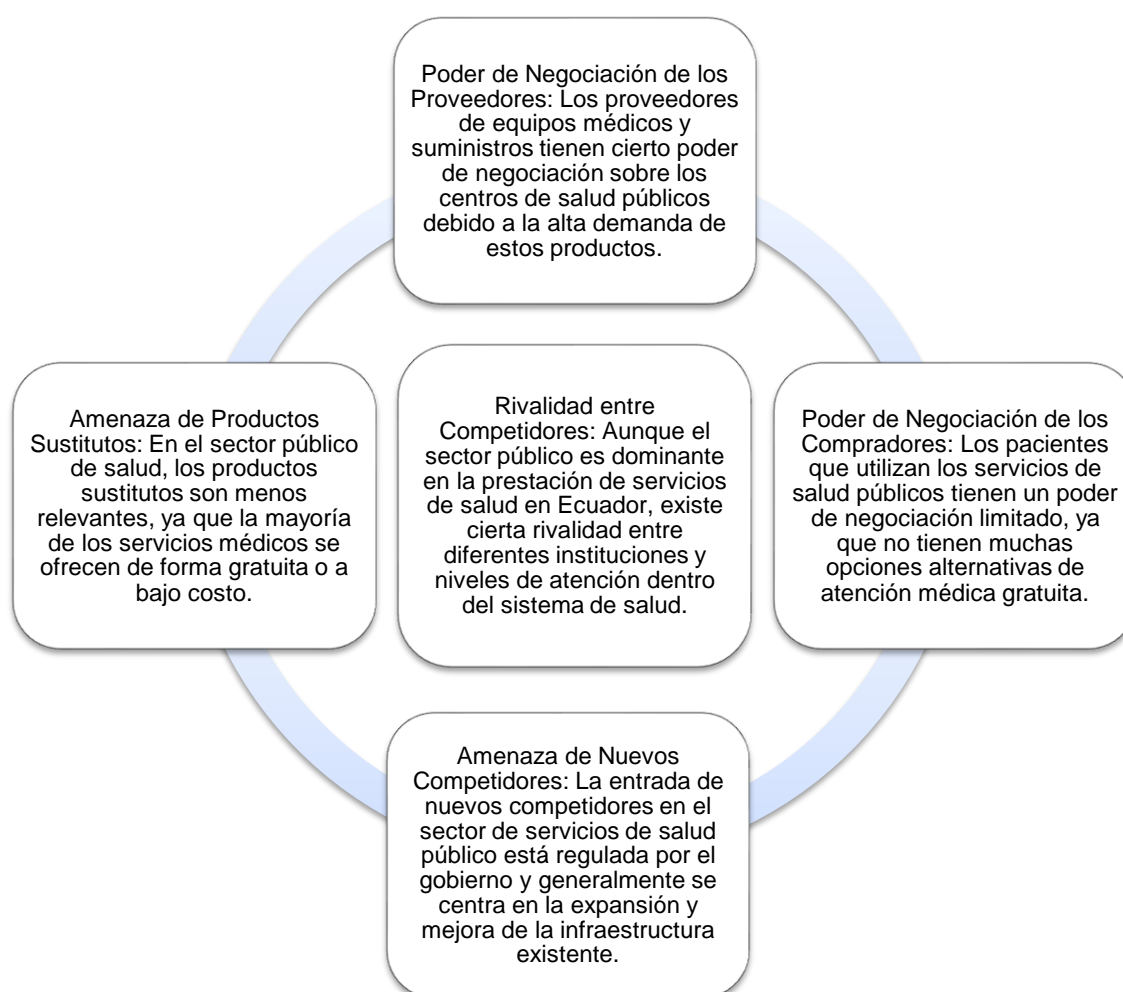 Poder de Negociación de los
Proveedores: Los proveedores
de equipos médicos y
suministros tienen cierto poder
de negociación sobre los
centros de salud públicos
debido a la alta demanda de
estos productos.
Amenaza de Productos
Sustitutos: En el sector público
de salud, los productos
sustitutos son menos
relevantes, ya que la mayoría
de los servicios médicos se
ofrecen de forma gratuita o a
bajo costo.
Rivalidad entre
Competidores: Aunque el
sector público es dominante
en la prestación de servicios
de salud en Ecuador, existe
cierta rivalidad entre
diferentes instituciones y
niveles de atención dentro
del sistema de salud.
Poder de Negociación de los
Compradores: Los pacientes
que utilizan los servicios de
salud públicos tienen un poder
de negociación limitado, ya
que no tienen muchas
opciones alternativas de
atención médica gratuita.
Amenaza de Nuevos
Competidores: La entrada de
nuevos competidores en el
sector de servicios de salud
público está regulada por el
gobierno y generalmente se
centra en la expansión y
mejora de la infraestructura
existente.